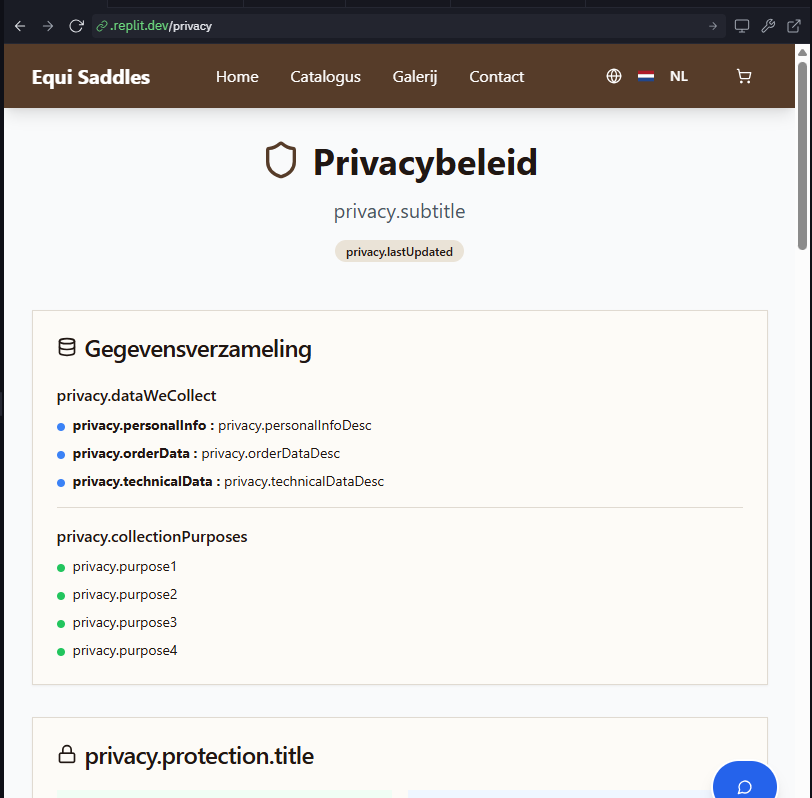 .replit.dev/privacy
Equi Saddles Home Catalogus Galerij Contact NL
Privacybeleid
privacy.subtitle
privacy.lastUpdated
Gegevensverzameling
privacy.dataWeCollect
privacy.personalInfo : privacy.personalInfoDesc
privacy.orderData : privacy.orderDataDesc
privacy.technicalData : privacy.technicalDataDesc
privacy.collectionPurposes
privacy.purpose1
privacy.purpose2
privacy.purpose3
privacy.purpose4
privacy.protection.title